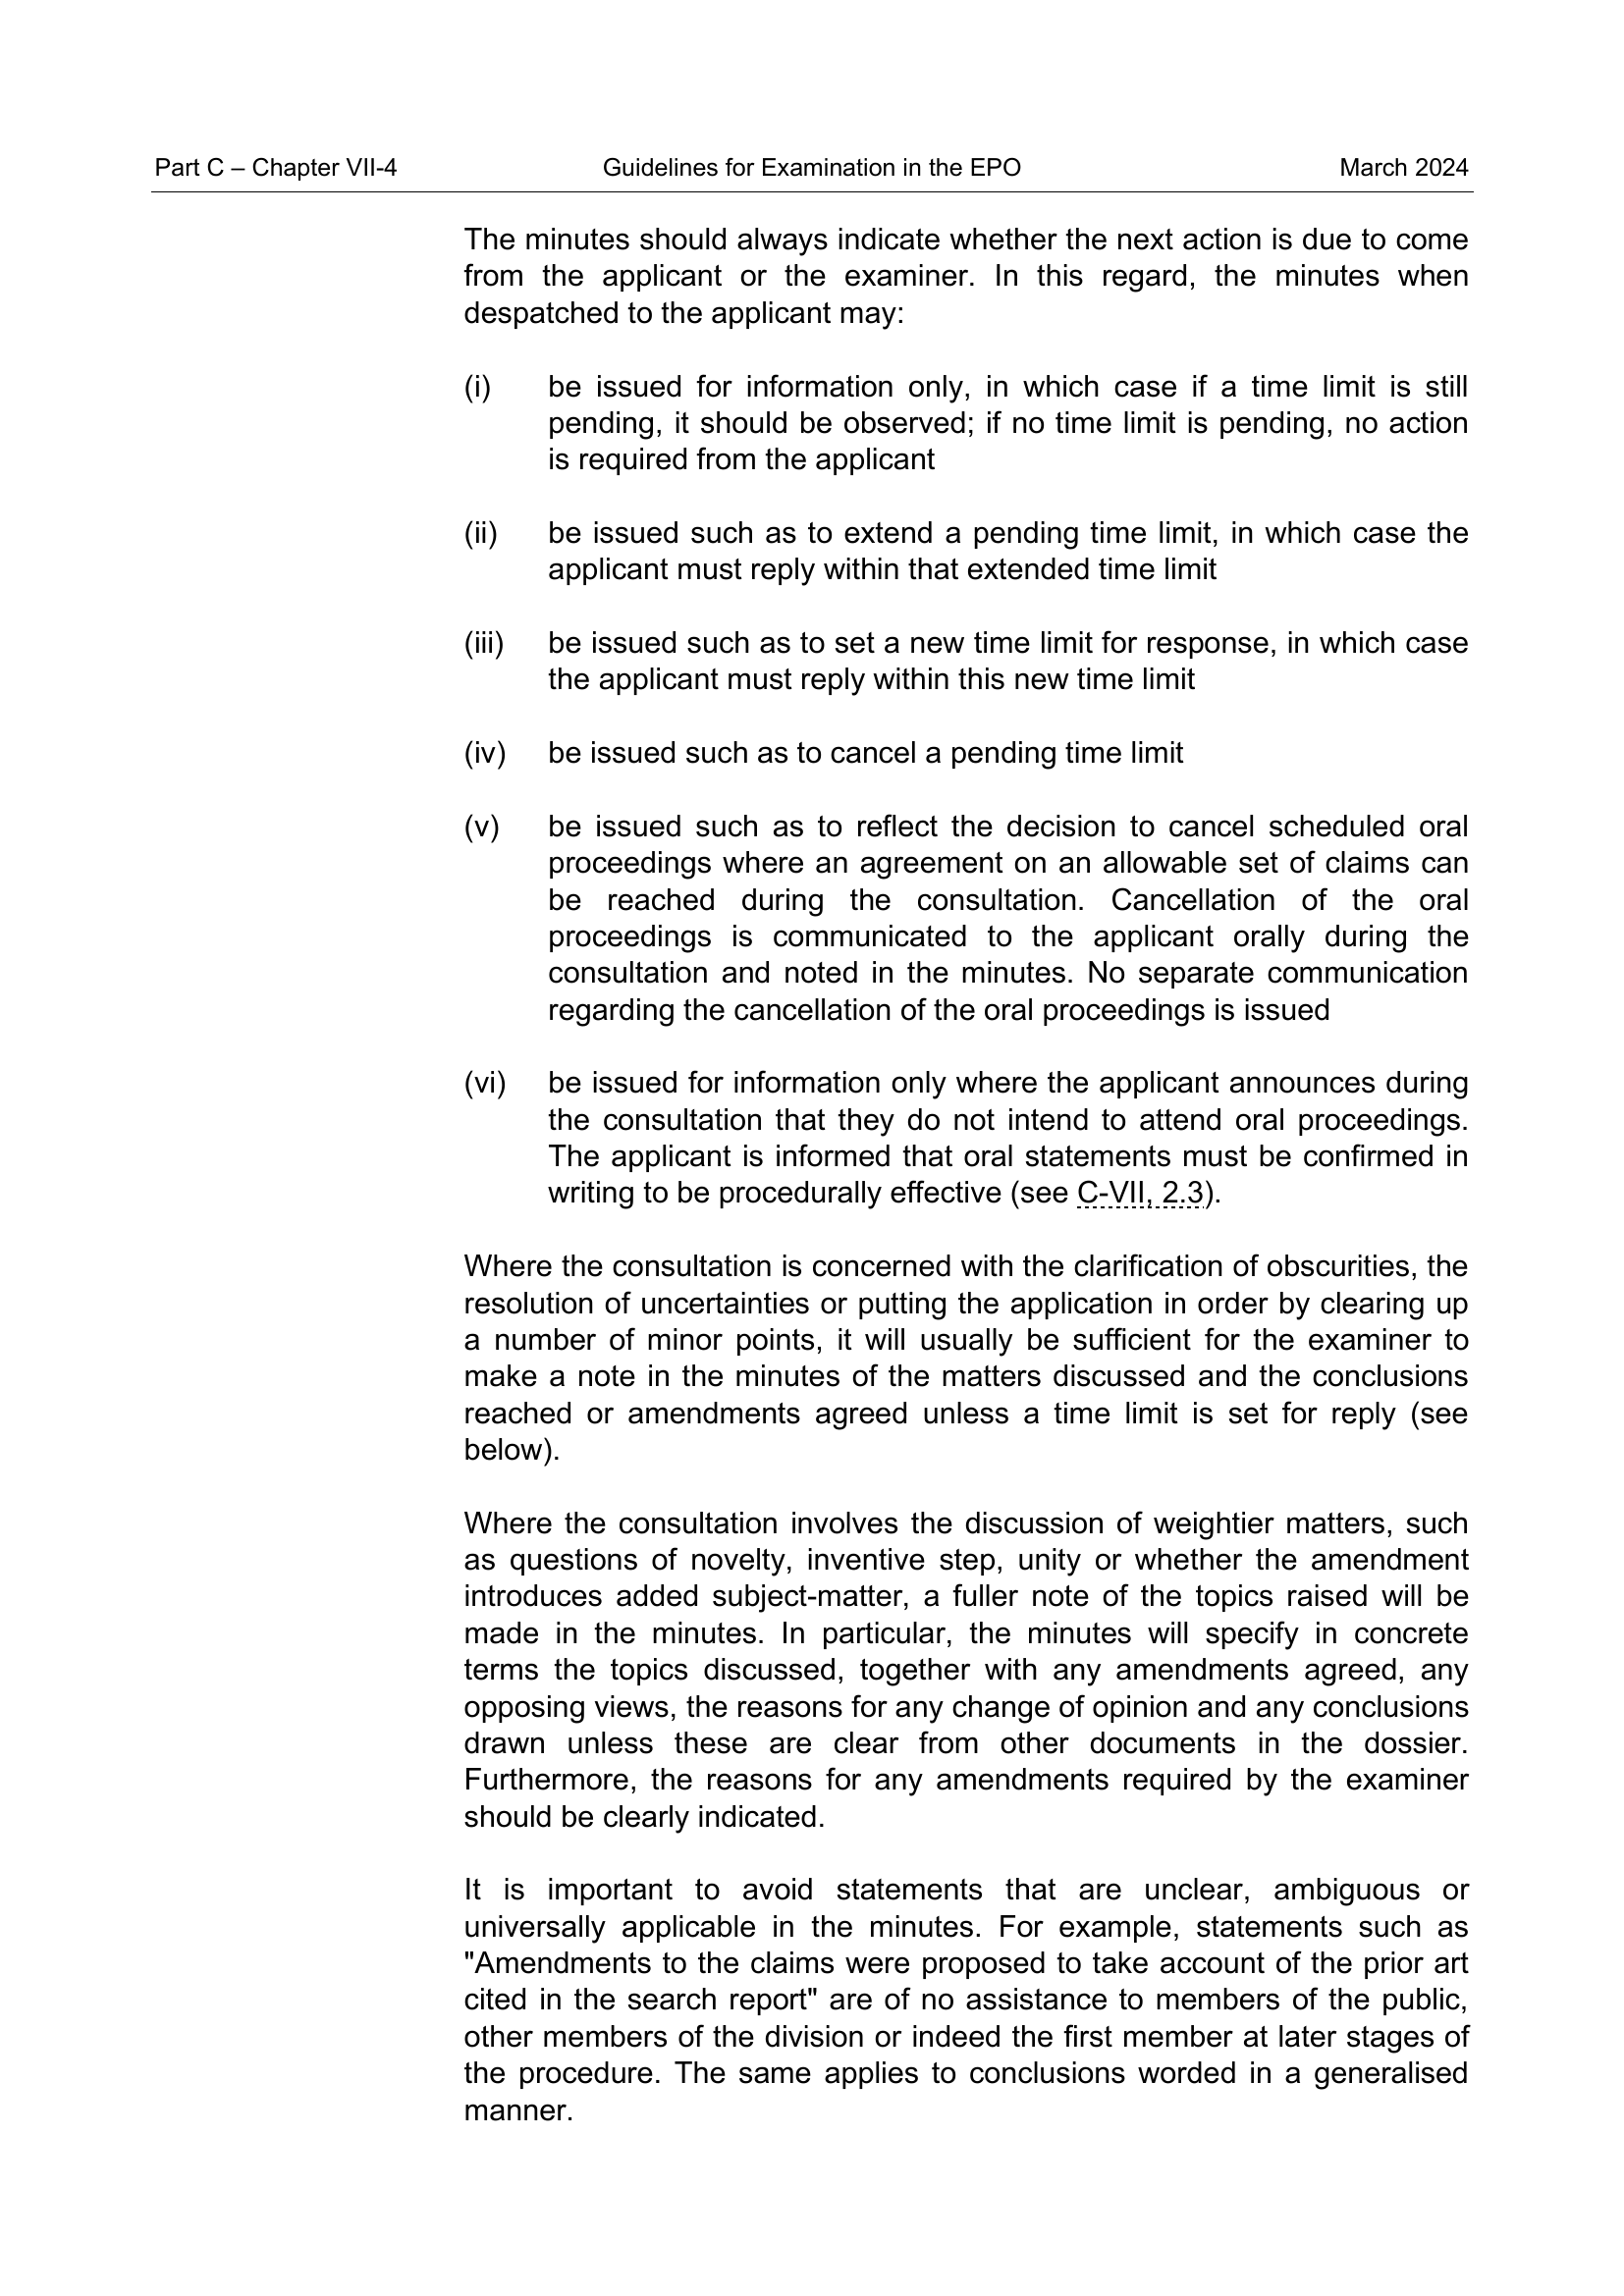 Part C – Chapter VII-4 Guidelines for Examination in the EPO March 2024
The minutes should always indicate whether the next action is due to come
from the applicant or the examiner. In this regard, the minutes when
despatched to the applicant may:
(i) be issued for information only, in which case if a time limit is still
pending, it should be observed; if no time limit is pending, no action
is required from the applicant
(ii) be issued such as to extend a pending time limit, in which case the
applicant must reply within that extended time limit
(iii) be issued such as to set a new time limit for response, in which case
the applicant must reply within this new time limit
(iv) be issued such as to cancel a pending time limit
(v) be issued such as to reflect the decision to cancel scheduled oral
proceedings where an agreement on an allowable set of claims can
be reached during the consultation. Cancellation of the oral
proceedings is communicated to the applicant orally during the
consultation and noted in the minutes. No separate communication
regarding the cancellation of the oral proceedings is issued
(vi) be issued for information only where the applicant announces during
the consultation that they do not intend to attend oral proceedings.
The applicant is informed that oral statements must be confirmed in
writing to be procedurally effective (see C-VII, 2.3).
Where the consultation is concerned with the clarification of obscurities, the
resolution of uncertainties or putting the application in order by clearing up
a number of minor points, it will usually be sufficient for the examiner to
make a note in the minutes of the matters discussed and the conclusions
reached or amendments agreed unless a time limit is set for reply (see
below).
Where the consultation involves the discussion of weightier matters, such
as questions of novelty, inventive step, unity or whether the amendment
introduces added subject-matter, a fuller note of the topics raised will be
made in the minutes. In particular, the minutes will specify in concrete
terms the topics discussed, together with any amendments agreed, any
opposing views, the reasons for any change of opinion and any conclusions
drawn unless these are clear from other documents in the dossier.
Furthermore, the reasons for any amendments required by the examiner
should be clearly indicated.
It is important to avoid statements that are unclear, ambiguous or
universally applicable in the minutes. For example, statements such as
"Amendments to the claims were proposed to take account of the prior art
cited in the search report" are of no assistance to members of the public,
other members of the division or indeed the first member at later stages of
the procedure. The same applies to conclusions worded in a generalised
manner.